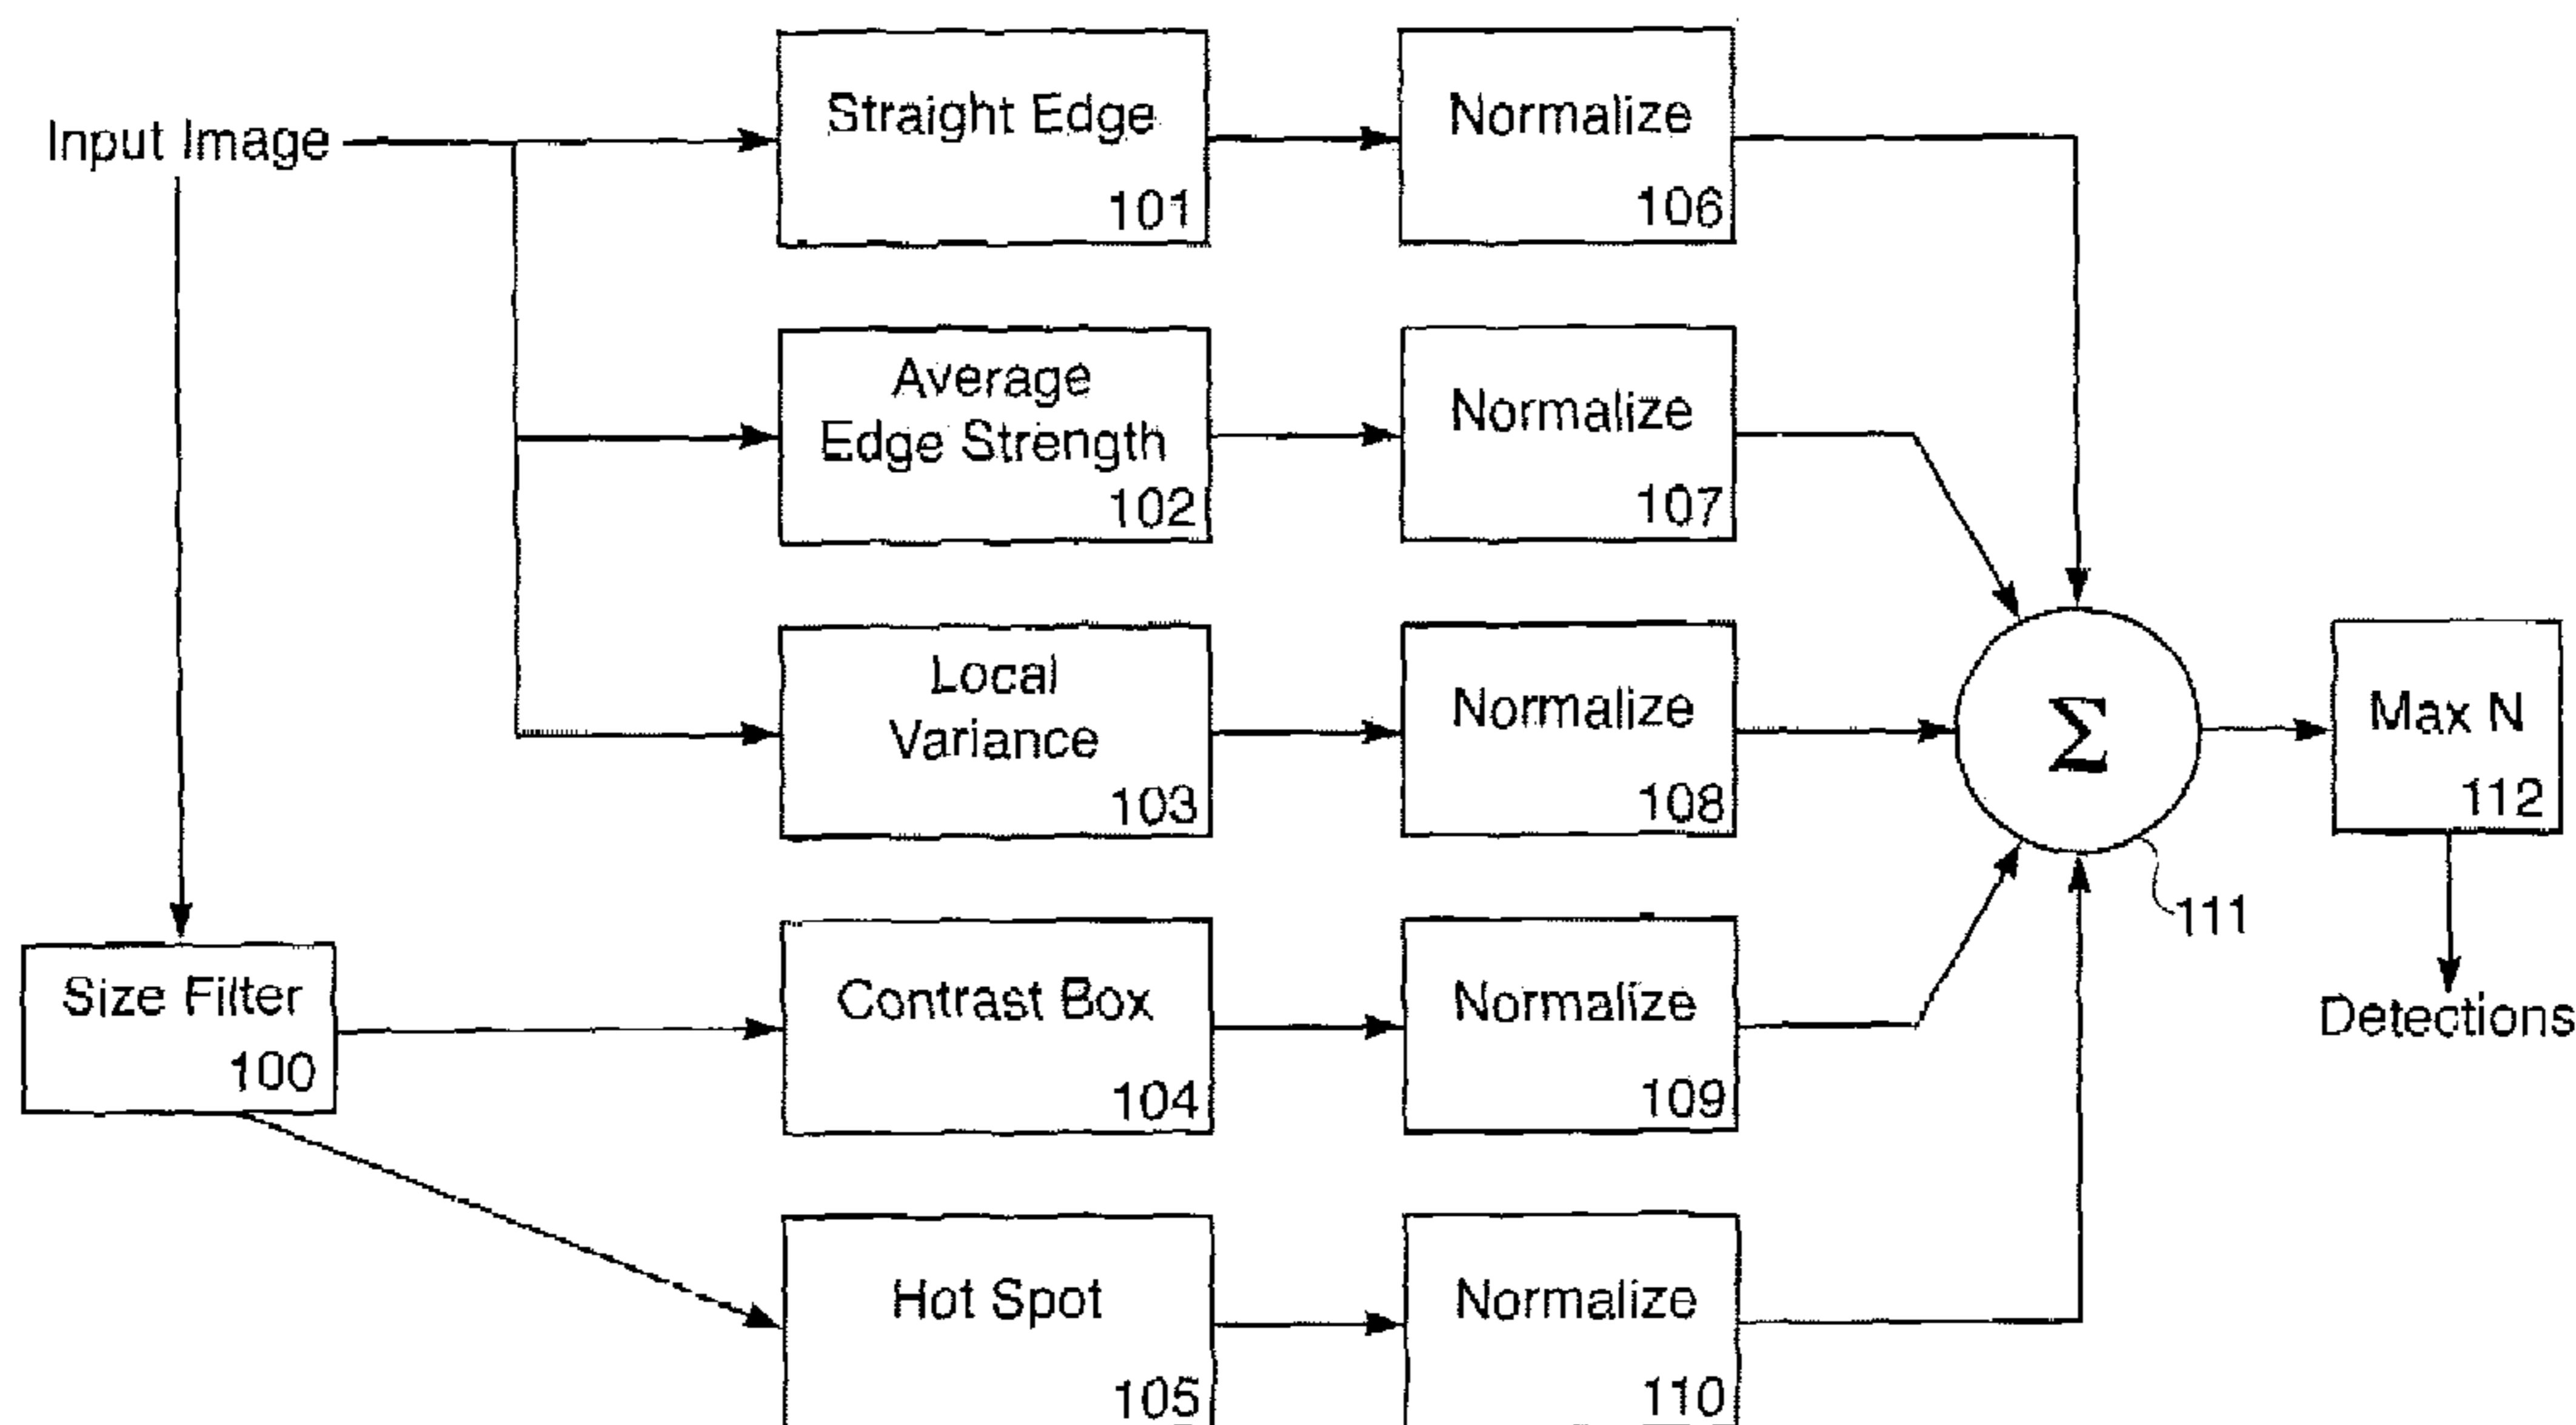 Input Image
Straight Edge
101
Normalize
106
Average
Edge Strength
102
Normalize
107
Local
Variance
103
Normalize
108
Σ
111
Max N
112
Detections
Size Filter
100
Contrast Box
104
Normalize
109
Hot Spot
105
Normalize
110